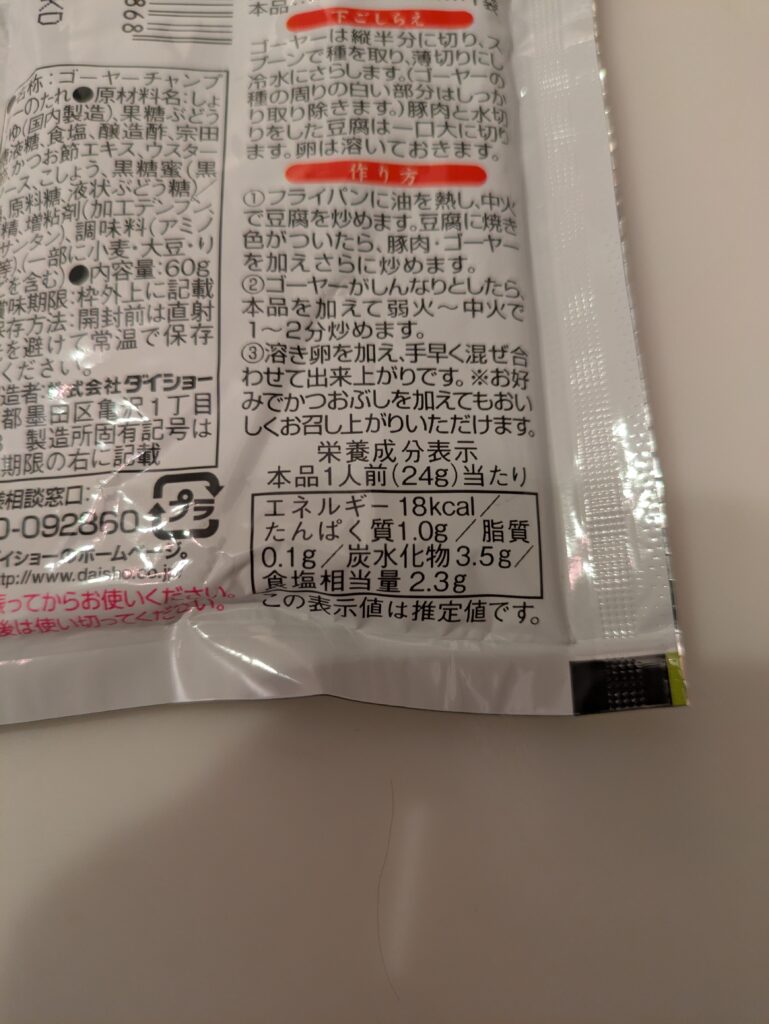 868
KO
本品
1袋
下ごしらえ
ゴーヤーは縦半分に切り、ス
プーンで種を取り、薄切りにし
冷水にさらします。(ゴーヤーの
種の周りの白い部分はしっか
り取り除きます。)豚肉と水切
りをした豆腐は一口大に切り
ます。卵は溶いておきます。
作り方
①フライパンに油を熱し、中火
で豆腐を炒めます。豆腐に焼き
色がついたら、豚肉・ゴーヤー
を加えさらに炒めます。
②ゴーヤーがしんなりとしたら、
本品を加えて弱火~中火で
1~2分炒めます。
③溶き卵を加え、手早く混ぜ合
わせて出来上がりです。※お好
みでかつおぶしを加えてもおい
しくお召し上がりいただけます。
栄養成分表示
本品1人前(24g)当たり
エネルギー 18kcal/
たんぱく質1.0g/脂質
0.1g/炭水化物3.5g/
食塩相当量 2.3g
この表示値は推定値です。
称:ゴーヤーチャンプ
ーのたれ●原材料名:しょ
ゆ(国内製造)、果糖ぶどう
液糖、食塩、醸造酢、宗田
かつお節エキス、ウスター
ース、こしょう、黒糖蜜(黒
、原料糖、液状ぶどう糖)/
精、増粘剤(加工デンプン、
サンタン)、調味料(アミノ
等)、(一部に小麦・大豆・り
を含む)●内容量:60g
味期限:枠外上に記載
存方法:開封前は直射
を避けて常温で保存
ください。
造者:株式会社ダイショー
都墨田区亀沢1丁目
製造所固有記号は
期限の右に記載
相談窓口:
0-092860
プラ
イショーのホームページ。
tp://www.daisho.co.jp
ってからお使いください。
後は使い切ってください。